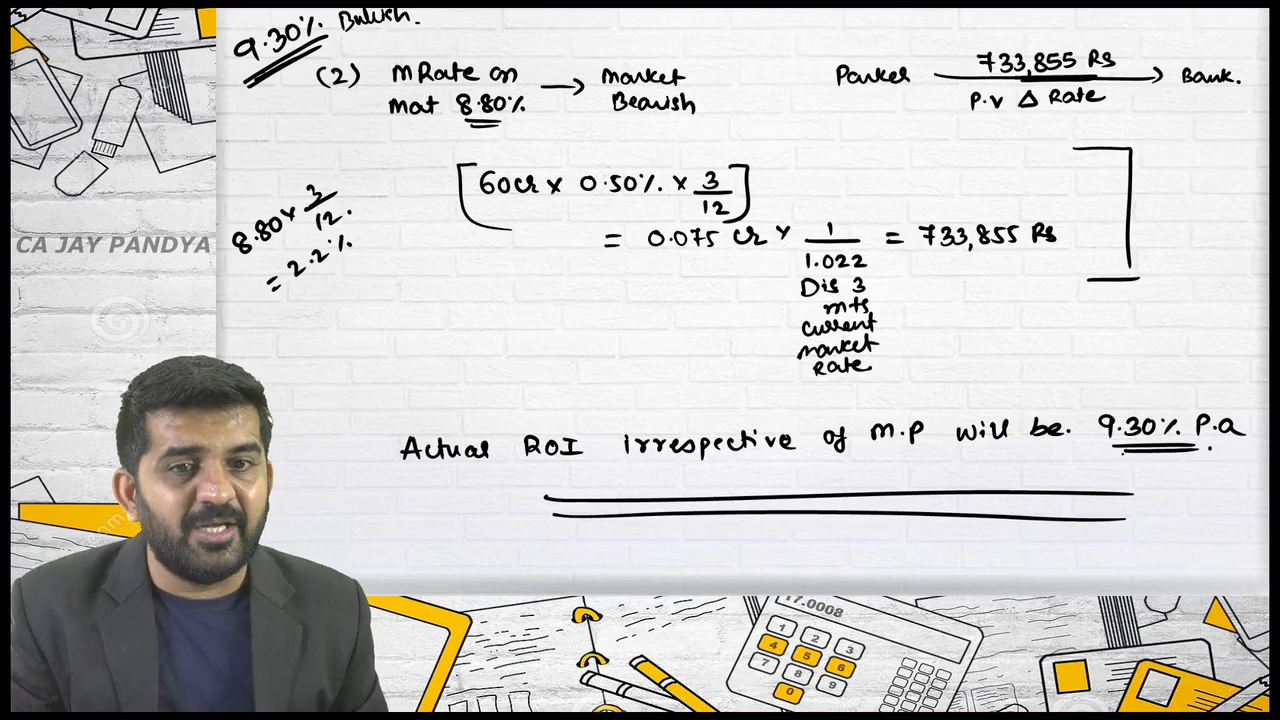 9.30% Bullish.
(2) MRate on mat 8.80% → Market Bearish
Parker 733,855 Rs → Bank.
P.V Δ Rate
8.80 × 3/12.
= 2.2%
[60cr × 0.50% × 3/12]
= 0.075 cr × 1/1.022 = 733,855 Rs
Dis 3
mts
Current
market
Rate
CA JAY PANDYA
Actual ROI irrespective of M.P will be. 9.30% P.a.
17.0008
1 2 3
4 5 6
7 8 9
0